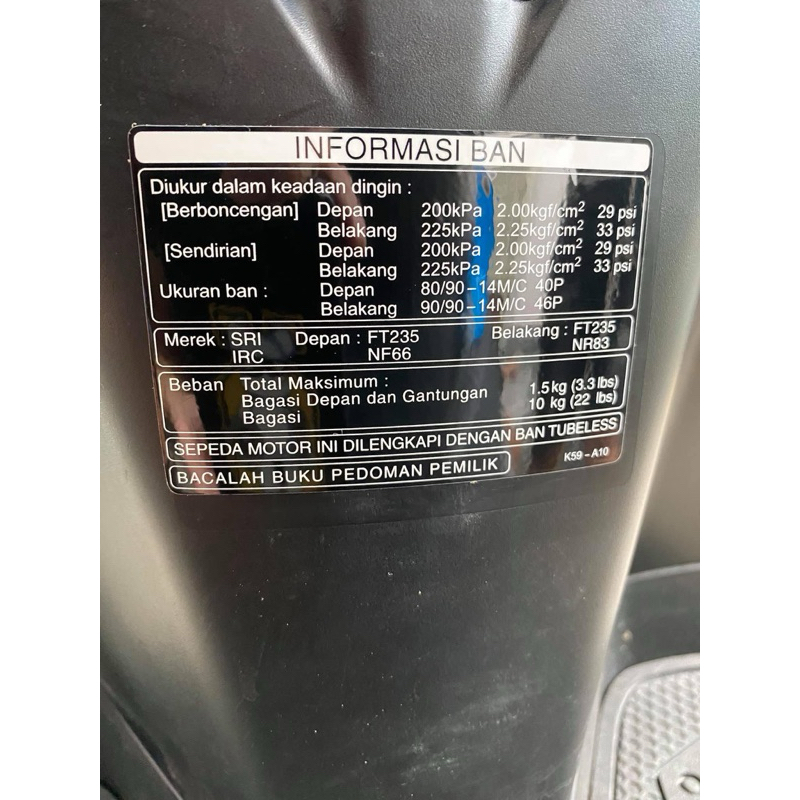 INFORMASI BAN
Diukur dalam keadaan dingin :
[Berboncengan] Depan 200kPa 2.00kgf/cm² 29 psi
Belakang 225kPa 2.25kgf/cm² 33 psi
[Sendirian] Depan 200kPa 2.00kgf/cm² 29 psi
Belakang 225kPa 2.25kgf/cm² 33 psi
Ukuran ban : Depan 80/90-14M/C 40P
Belakang 90/90-14M/C 46P
Merek : SRI Depan : FT235 Belakang : FT235
IRC NF66 NR83
Beban Total Maksimum :
Bagasi Depan dan Gantungan 1.5kg (3.3 lbs)
Bagasi 10 kg (22 lbs)
SEPEDA MOTOR INI DILENGKAPI DENGAN BAN TUBELESS
BACALAH BUKU PEDOMAN PEMILIK K59-A10